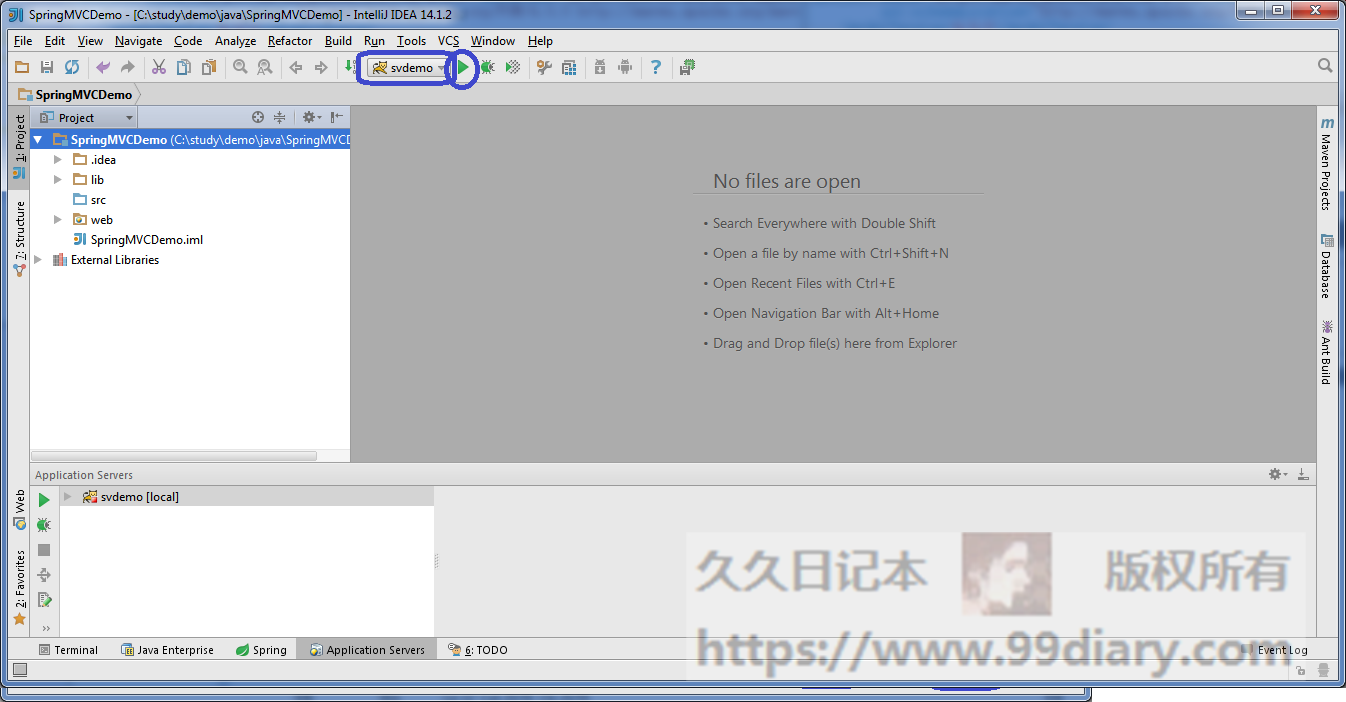 SpringMVCDemo - [C:\study\demo\java\SpringMVCDemo] - IntelliJ IDEA 14.1.2
File Edit View Navigate Code Analyze Refactor Build Run Tools VCS Window Help
svdemo
SpringMVCDemo
1: Project
7: Structure
Project
SpringMVCDemo (C:\study\demo\java\SpringMVCD
.idea
lib
src
web
SpringMVCDemo.iml
External Libraries
No files are open
• Search Everywhere with Double Shift
• Open a file by name with Ctrl+Shift+N
• Open Recent Files with Ctrl+E
• Open Navigation Bar with Alt+Home
• Drag and Drop file(s) here from Explorer
m Maven Projects
Database
Ant Build
Application Servers
Web
2: Favorites
svdemo [local]
久久日记本 版权所有
https://www.99diary.com
Terminal Java Enterprise Spring Application Servers 6: TODO Event Log